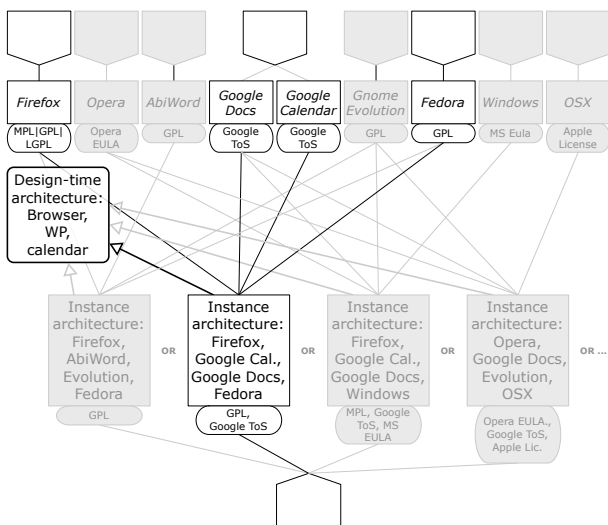 Firefox
Opera
AbiWord
Google
Docs
Google
Calendar
Gnome
Evolution
Fedora
Windows
OSX
MPL|GPL|
LGPL
Opera
EULA
GPL
Google
ToS
Google
ToS
GPL
GPL
MS Eula
Apple
License
Design-time
architecture:
Browser,
WP,
calendar
Instance
architecture:
Firefox,
AbiWord,
Evolution,
Fedora
GPL
OR
Instance
architecture:
Firefox,
Google Cal.,
Google Docs,
Fedora
GPL,
Google ToS
OR
Instance
architecture:
Firefox,
Google Cal.,
Google Docs,
Windows
MPL, Google
ToS, MS
EULA
OR
Instance
architecture:
Opera,
Google Docs,
Evolution,
OSX
Opera EULA.,
Google ToS,
Apple Lic.
OR ...